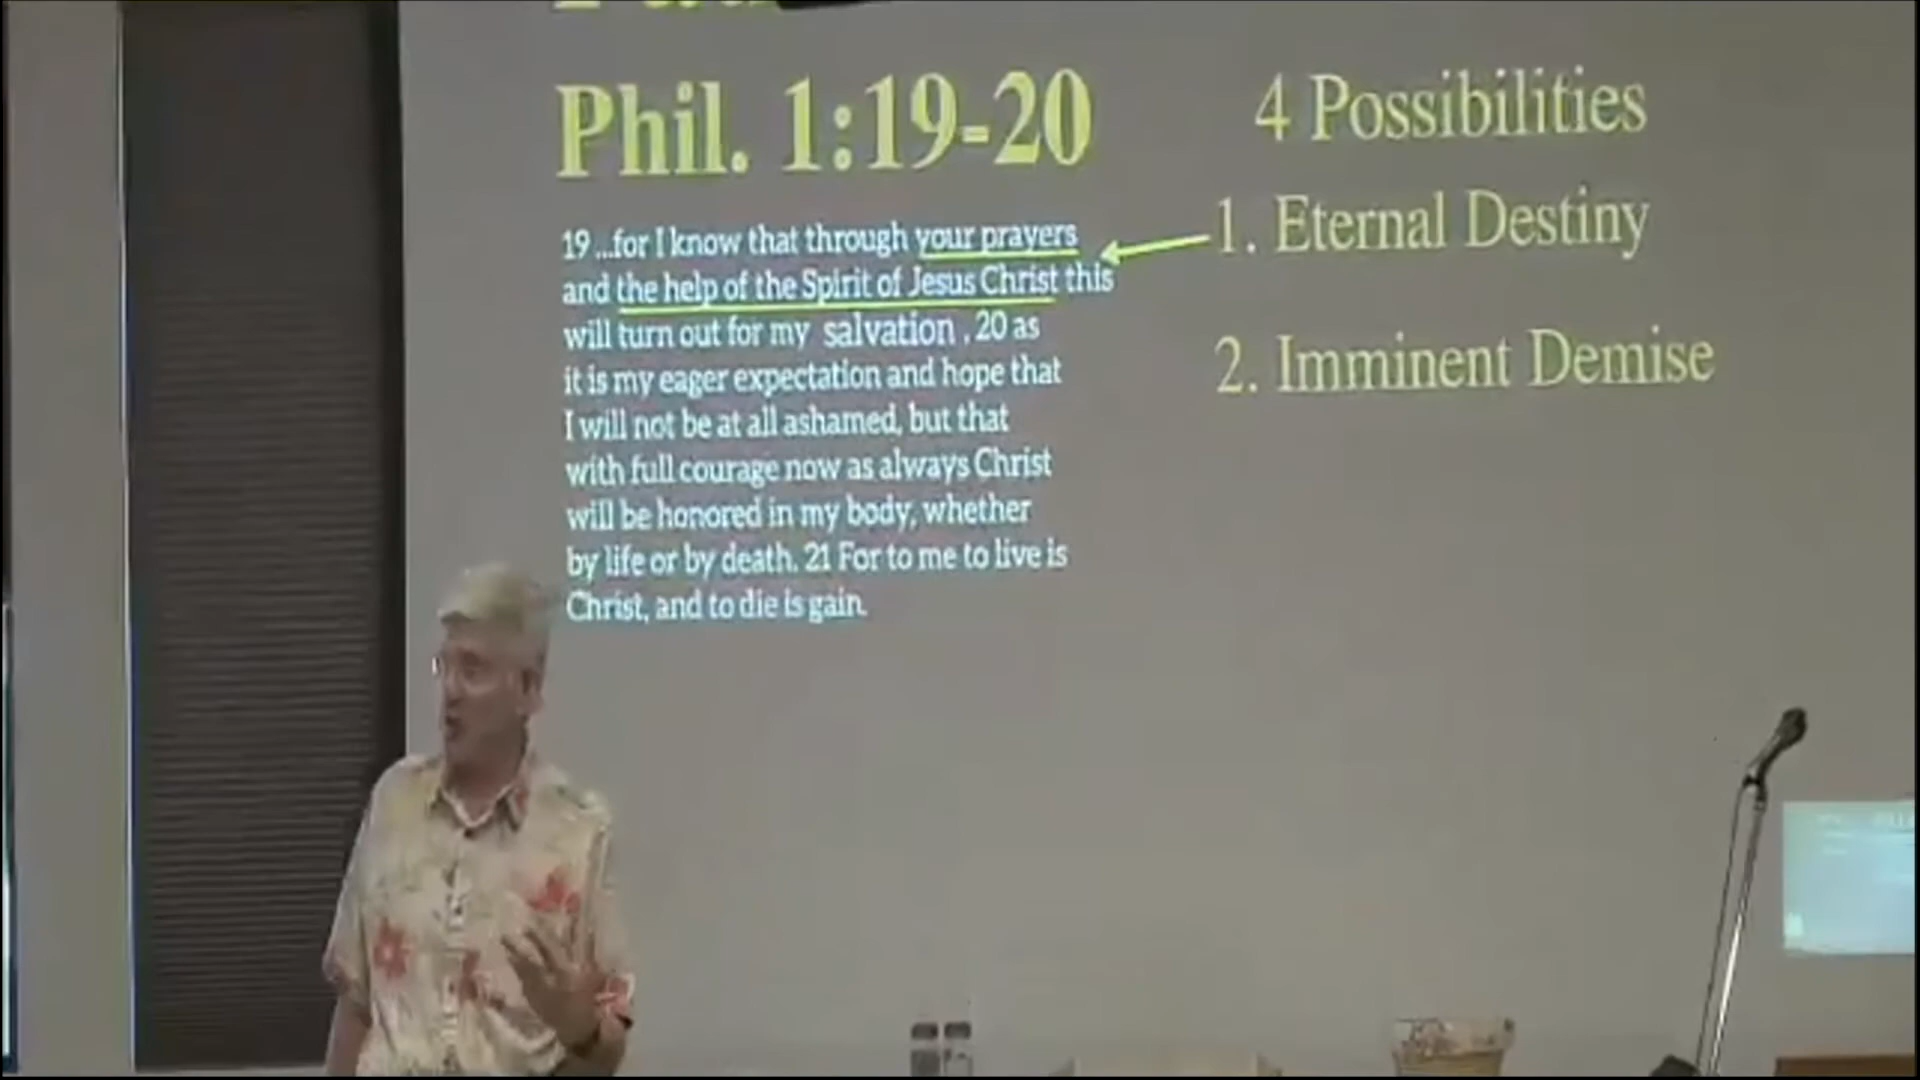 Phil. 1:19-20
19 ...for I know that through your prayers
and the help of the Spirit of Jesus Christ this
will turn out for my salvation , 20 as
it is my eager expectation and hope that
I will not be at all ashamed, but that
with full courage now as always Christ
will be honored in my body, whether
by life or by death. 21 For to me to live is
Christ, and to die is gain.
4 Possibilities
1. Eternal Destiny
2. Imminent Demise